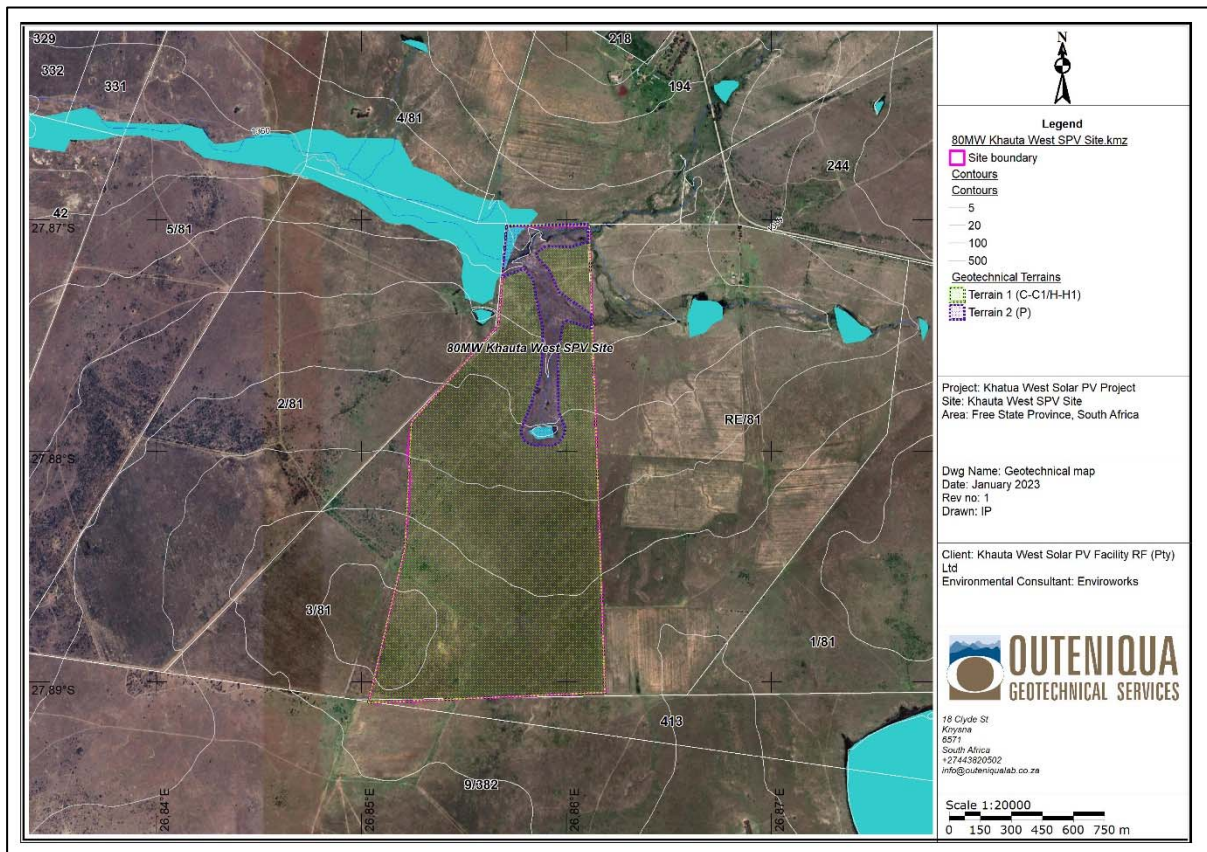 329
218
332
331
194
4/81
1360
244
42
27.87°S
5/81
80MW Khauta West SPV Site
2/81
RE/81
27.88°S
3/81
1/81
27.89°S
413
9/382
26.84°E
26.85°E
26.86°E
26.87°E
N
Legend
80MW Khauta West SPV Site.kmz
Site boundary
Contours
Contours
5
20
100
500
Geotechnical Terrains
Terrain 1 (C-C1/H-H1)
Terrain 2 (P)
Project: Khatua West Solar PV Project
Site: Khauta West SPV Site
Area: Free State Province, South Africa
Dwg Name: Geotechnical map
Date: January 2023
Rev no: 1
Drawn: IP
Client: Khauta West Solar PV Facility RF (Pty)
Ltd
Environmental Consultant: Enviroworks
OUTENIQUA
GEOTECHNICAL SERVICES
18 Clyde St
Knysna
6571
South Africa
+27443820502
info@outeniqualab.co.za
Scale 1:20000
0 150 300 450 600 750 m